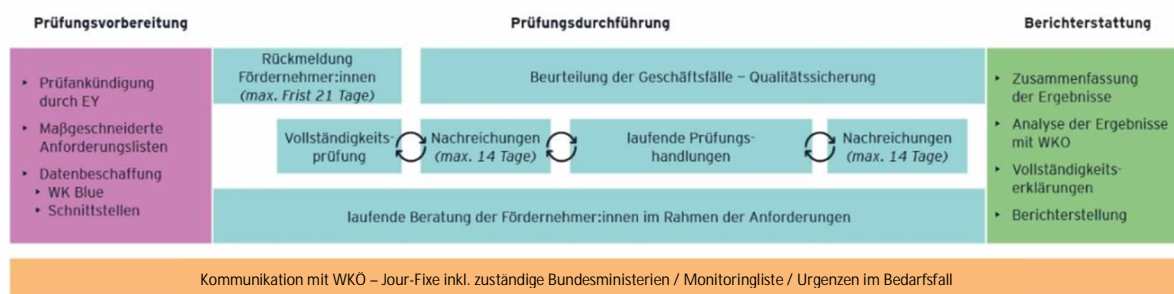 Prüfungsvorbereitung
Prüfungsdurchführung
Berichterstattung
▸ Prüfankündigung
durch EY
▸ Maßgeschneiderte
Anforderungslisten
▸ Datenbeschaffung
▸ WK Blue
▸ Schnittstellen
Rückmeldung
Fördernehmer:innen
(max. Frist 21 Tage)
Beurteilung der Geschäftsfälle – Qualitätssicherung
Vollständigkeits-
prüfung
Nachreichungen
(max. 14 Tage)
laufende Prüfungs-
handlungen
Nachreichungen
(max. 14 Tage)
laufende Beratung der Fördernehmer:innen im Rahmen der Anforderungen
▸ Zusammenfassung
der Ergebnisse
▸ Analyse der Ergebnisse
mit WKO
▸ Vollständigkeits-
erklärungen
▸ Berichterstellung
Kommunikation mit WKÖ – Jour-Fixe inkl. zuständige Bundesministerien / Monitoringliste / Urgenzen im Bedarfsfall